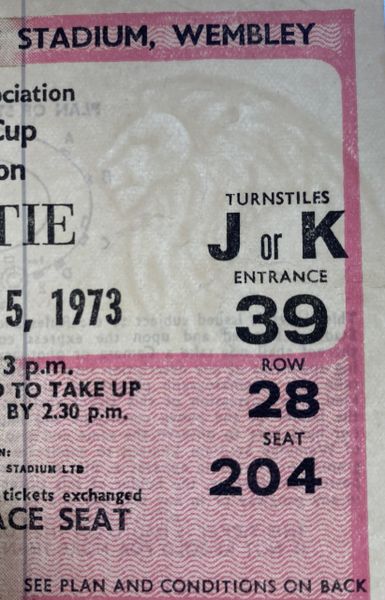 STADIUM, WEMBLEY
ociation
Cup
on
TIE
5, 1973
3 p.m.
TO TAKE UP
BY 2.30 p.m.
N:
STADIUM LTD
tickets exchanged
ACE SEAT
TURNSTILES
J or K
ENTRANCE
39
ROW
28
SEAT
204
SEE PLAN AND CONDITIONS ON BACK